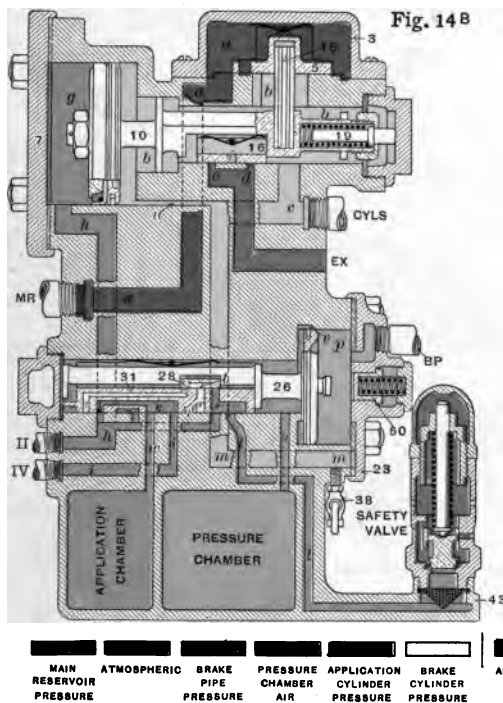 Fig. 14 B
3
a
15
5
g
a
b
b
7
10
19
16
b
o
d
c
CYLS
h
EX
MR
a
BP
31
28
26
p
60
II
h
IV
m
m
23
38
SAFETY
VALVE
APPLICATION
CHAMBER
PRESSURE
CHAMBER
43
MAIN
RESERVOIR
PRESSURE
ATMOSPHERIC
BRAKE
PIPE
PRESSURE
PRESSURE
CHAMBER
AIR
APPLICATION
CYLINDER
PRESSURE
BRAKE
CYLINDER
PRESSURE